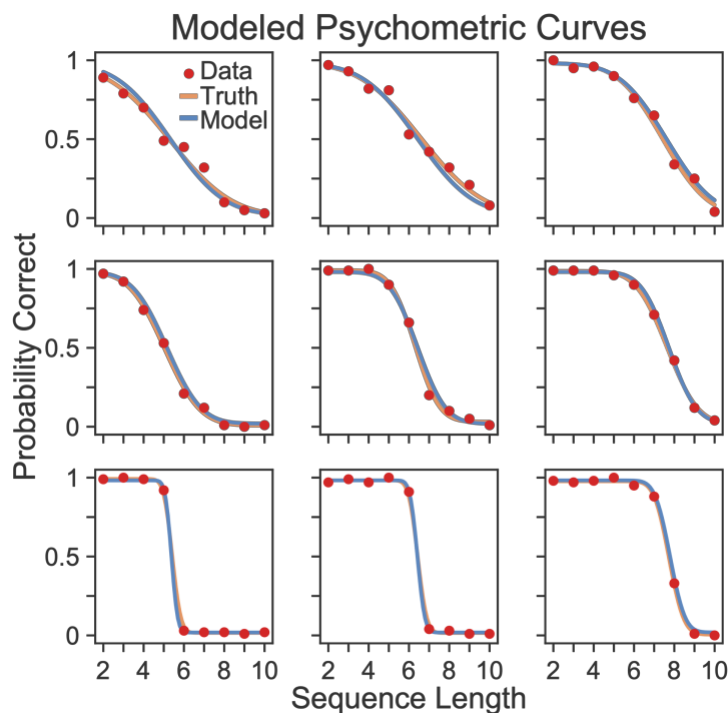 Modeled Psychometric Curves
Data
Truth
Model
1
0.5
0
1
0.5
0
1
0.5
0
Probability Correct
2 4 6 8 10 2 4 6 8 10 2 4 6 8 10
Sequence Length